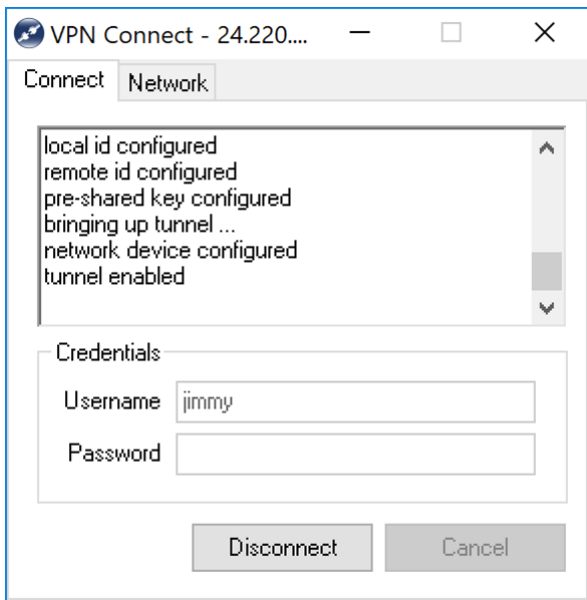 VPN Connect - 24.220....
Connect
Network
local id configured
remote id configured
pre-shared key configured
bringing up tunnel ...
network device configured
tunnel enabled
Credentials
Username
jimmy
Password
Disconnect
Cancel